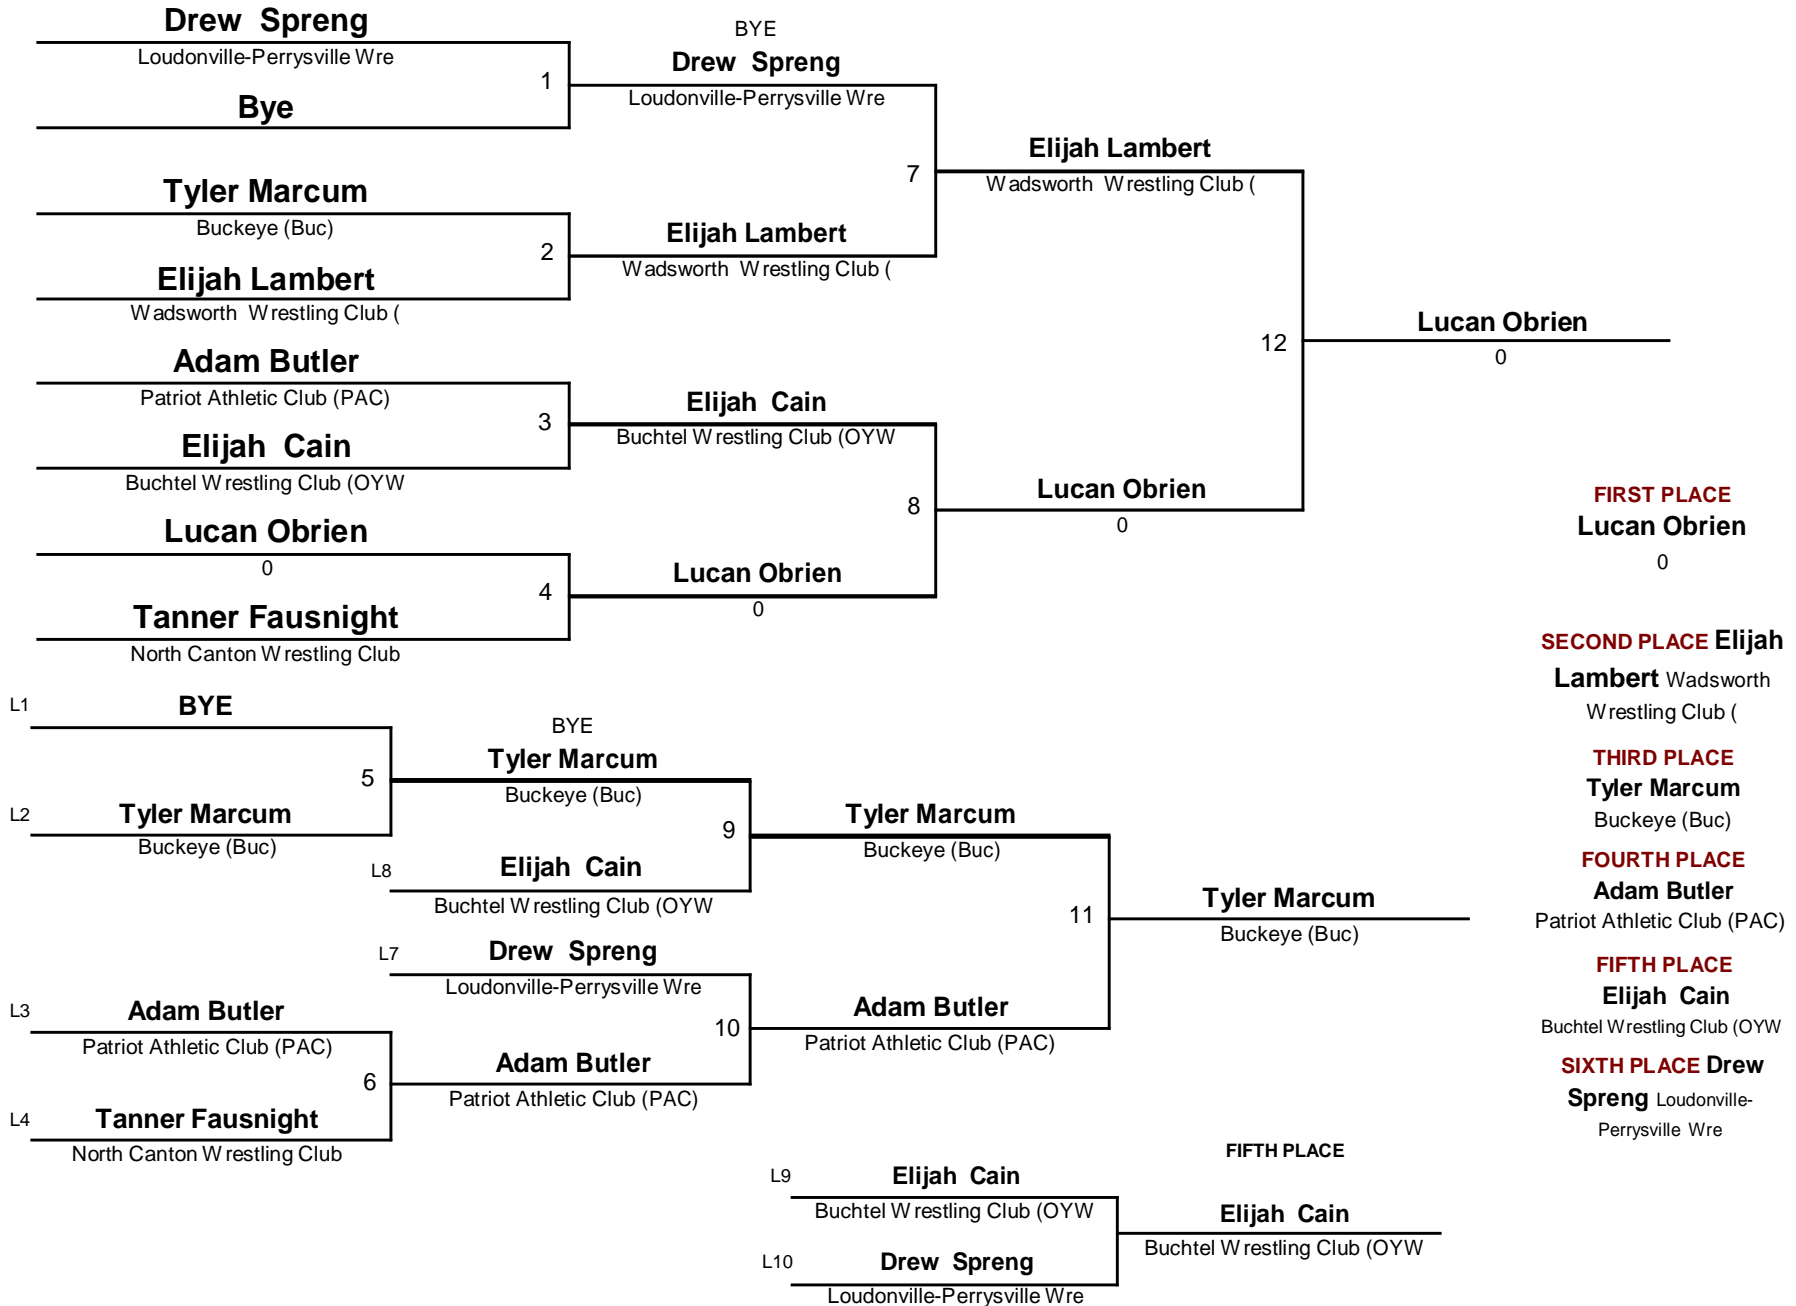 Drew Spreng
Loudonville-Perrysville Wre
1
Bye
BYE
Drew Spreng
Loudonville-Perrysville Wre
Tyler Marcum
Buckeye (Buc)
2
Elijah Lambert
Wadsworth Wrestling Club (
7
Elijah Lambert
Wadsworth Wrestling Club (
Elijah Lambert
Wadsworth Wrestling Club (
Adam Butler
Patriot Athletic Club (PAC)
3
Elijah Cain
Buchtel Wrestling Club (OYW
Elijah Cain
Buchtel Wrestling Club (OYW
Lucan Obrien
0
4
Tanner Fausnight
North Canton Wrestling Club
8
Lucan Obrien
0
Lucan Obrien
0
12
Lucan Obrien
0
FIRST PLACE
Lucan Obrien
0
SECOND PLACE Elijah
Lambert Wadsworth
Wrestling Club (
THIRD PLACE
Tyler Marcum
Buckeye (Buc)
FOURTH PLACE
Adam Butler
Patriot Athletic Club (PAC)
FIFTH PLACE
Elijah Cain
Buchtel Wrestling Club (OYW
SIXTH PLACE Drew
Spreng Loudonville-
Perrysville Wre
L1
BYE
5
L2
Tyler Marcum
Buckeye (Buc)
BYE
Tyler Marcum
Buckeye (Buc)
9
L8
Elijah Cain
Buchtel Wrestling Club (OYW
Tyler Marcum
Buckeye (Buc)
L7
Drew Spreng
Loudonville-Perrysville Wre
10
L3
Adam Butler
Patriot Athletic Club (PAC)
6
L4
Tanner Fausnight
North Canton Wrestling Club
Adam Butler
Patriot Athletic Club (PAC)
Adam Butler
Patriot Athletic Club (PAC)
11
Tyler Marcum
Buckeye (Buc)
FIFTH PLACE
L9
Elijah Cain
Buchtel Wrestling Club (OYW
L10
Drew Spreng
Loudonville-Perrysville Wre
Elijah Cain
Buchtel Wrestling Club (OYW